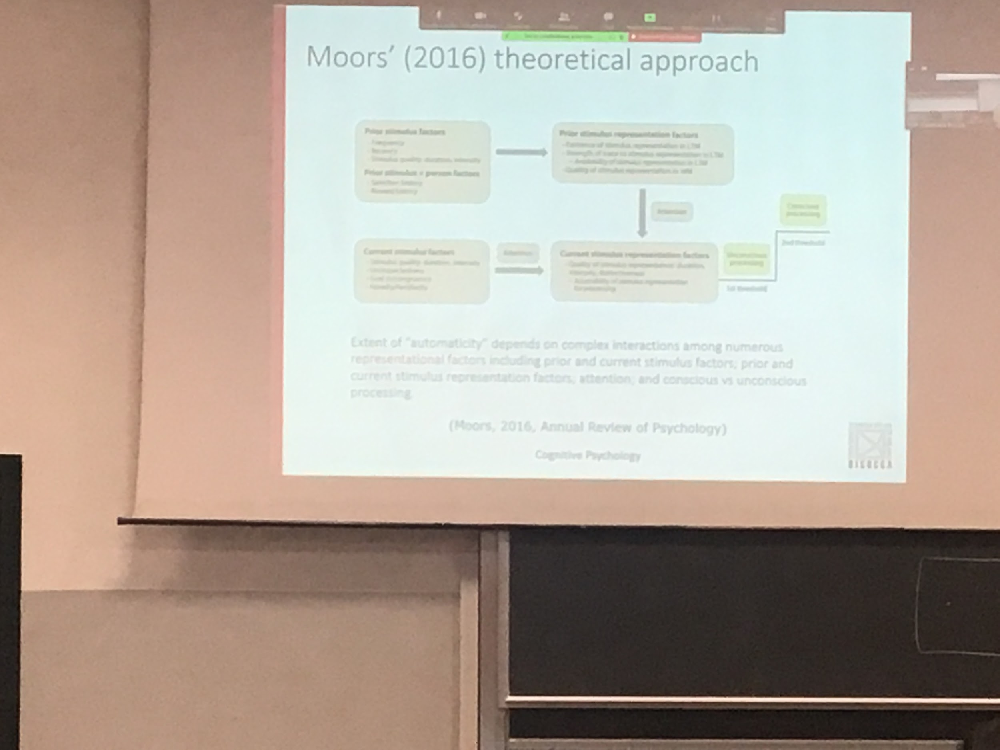 Moors' (2016) theoretical approach
Prior stimulus factors
- Frequency
- Recency
- Stimulus quality: duration, intensity
Prior stimulus × person factors
- Selection history
- Reward history
Prior stimulus representation factors
- Existence of stimulus representation in LTM
- Strength of trace to stimulus representation in LTM
- Availability of stimulus representation in LTM
- Quality of stimulus representation in
Attention
Conscious
processing
2nd threshold
Current stimulus factors
- Stimulus quality: duration, intensity
- Unexpectedness
- Goal incongruence
- Novelty/familiarity
Attention
Current stimulus representation factors
- Quality of stimulus representation: duration,
intensity, distinctiveness
- Accessibility of stimulus representation
for processing
Unconscious
processing
1st threshold
Extent of "automaticity" depends on complex interactions among numerous
representational factors including prior and current stimulus factors; prior and
current stimulus representation factors, attention; and conscious vs unconscious
processing.
(Moors, 2016, Annual Review of Psychology)
Cognitive Psychology
BICOCCA